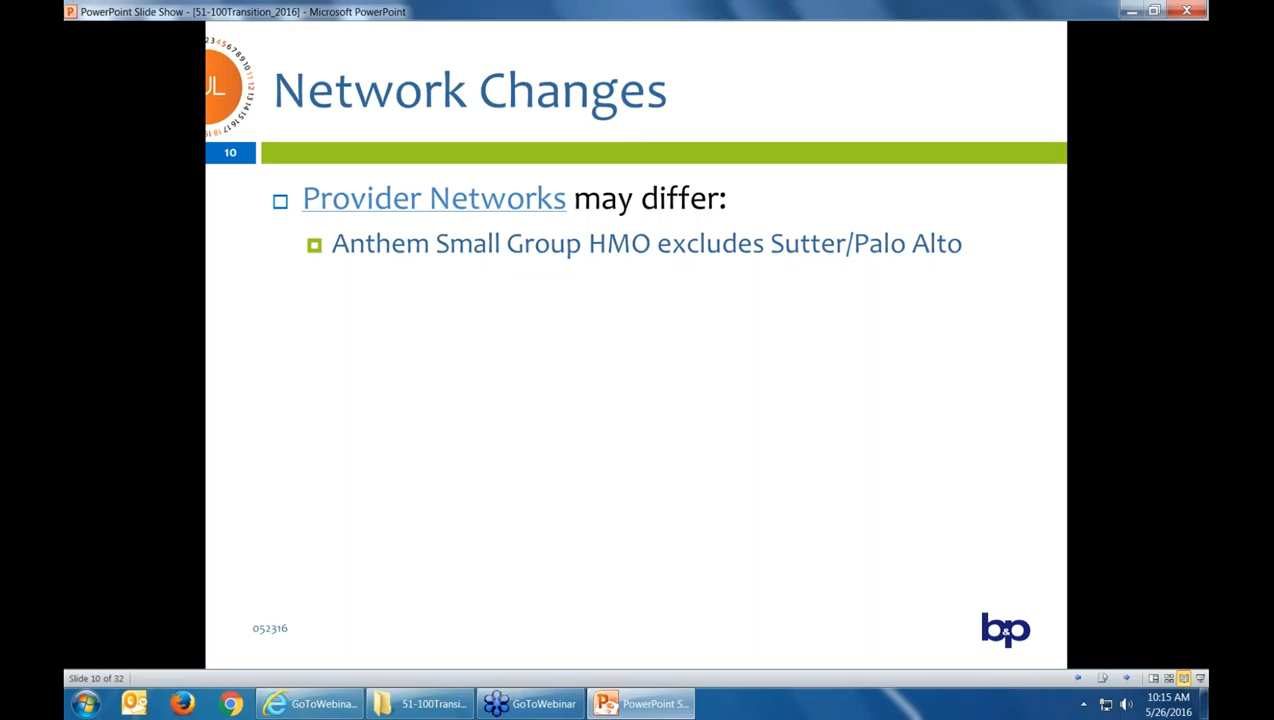 PowerPoint Slide Show - [51-100Transition_2016] - Microsoft PowerPoint
UL
Network Changes
10
Provider Networks may differ:
Anthem Small Group HMO excludes Sutter/Palo Alto
052316
b&p
Slide 10 of 32
GoToWebina...
51-100Transi...
GoToWebinar
PowerPoint S...
10:15 AM
5/26/2016